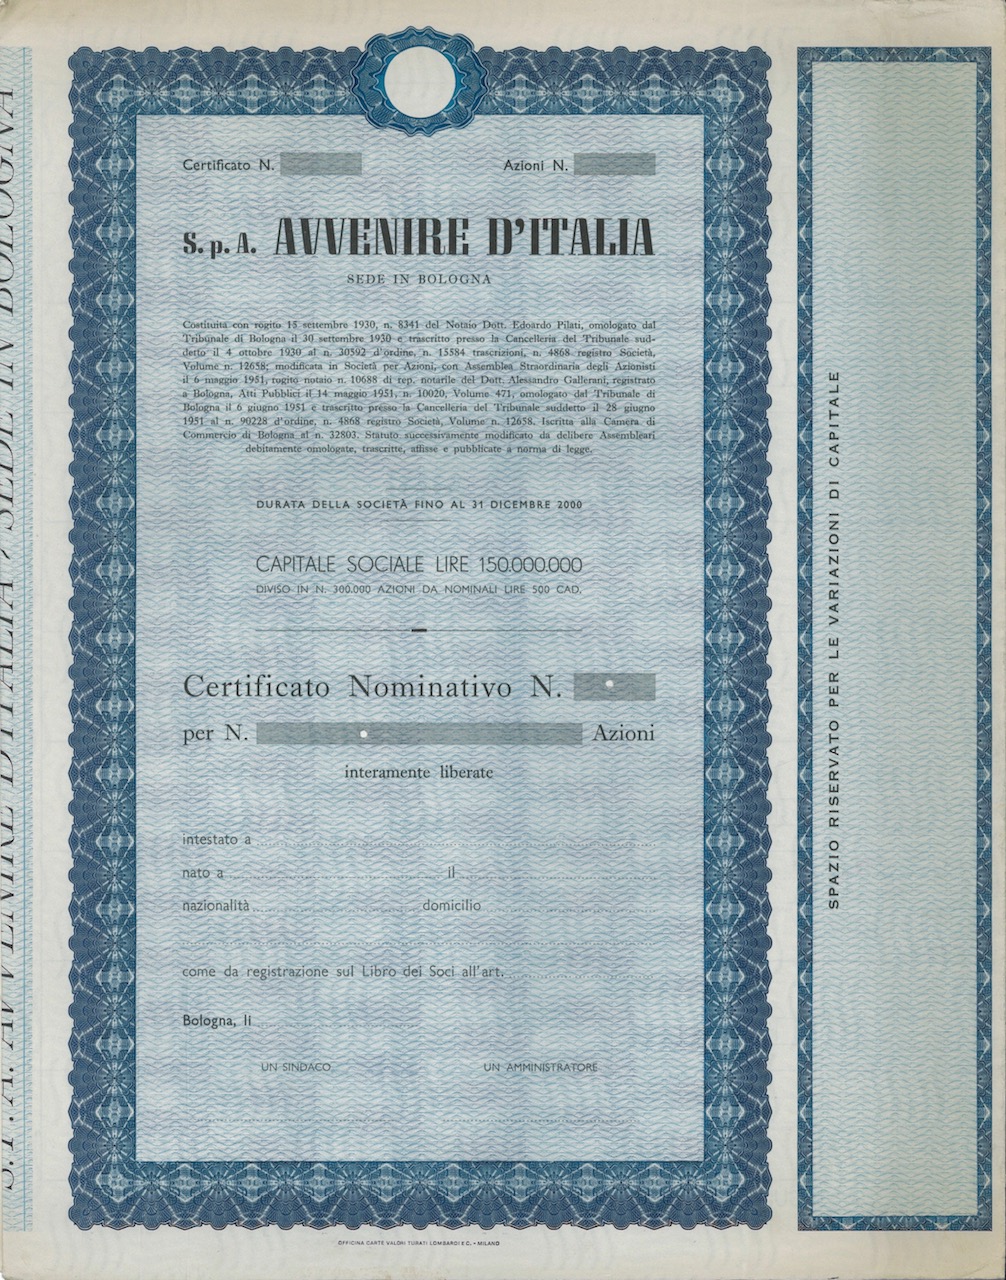 Certificato N.
Azioni N.
S. p. A. AVVENIRE D'ITALIA
SEDE IN BOLOGNA
Costituita con rogito 15 settembre 1930, n. 8341 del Notaio Dott. Edoardo Pilati, omologato dal
Tribunale di Bologna il 30 settembre 1930 e trascritto presso la Cancelleria del Tribunale sud-
detto il 4 ottobre 1930 al n. 30592 d'ordine, n. 15584 trascrizioni, n. 4868 registro Società,
Volume n. 12658; modificata in Società per Azioni, con Assemblea Straordinaria degli Azionisti
il 6 maggio 1951, rogito notaio n. 10688 di rep. notarile del Dott. Alessandro Gallerani, registrato
a Bologna, Atti Pubblici il 14 maggio 1951, n. 10020, Volume 471, omologato dal Tribunale di
Bologna il 6 giugno 1951 e trascritto presso la Cancelleria del Tribunale suddetto il 28 giugno
1951 al n. 90228 d'ordine, n. 4868 registro Società, Volume n. 12658. Iscritta alla Camera di
Commercio di Bologna al n. 32803. Statuto successivamente modificato da delibere Assembleari
debitamente omologate, trascritte, affisse e pubblicate a norma di legge.
DURATA DELLA SOCIETÀ FINO AL 31 DICEMBRE 2000
CAPITALE SOCIALE LIRE 150.000.000
DIVISO IN N. 300.000 AZIONI DA NOMINALI LIRE 500 CAD.
Certificato Nominativo N.
per N. Azioni
interamente liberate
intestato a
nato a il
nazionalità domicilio
come da registrazione sul Libro dei Soci all'art.
Bologna, li
UN SINDACO
UN AMMINISTRATORE
OFFICINA CARTE VALORI TURATI LOMBARDI E C. - MILANO
SPAZIO RISERVATO PER LE VARIAZIONI DI CAPITALE
S. P. A. AVVENIRE D'ITALIA SEDE IN BOLOGNA